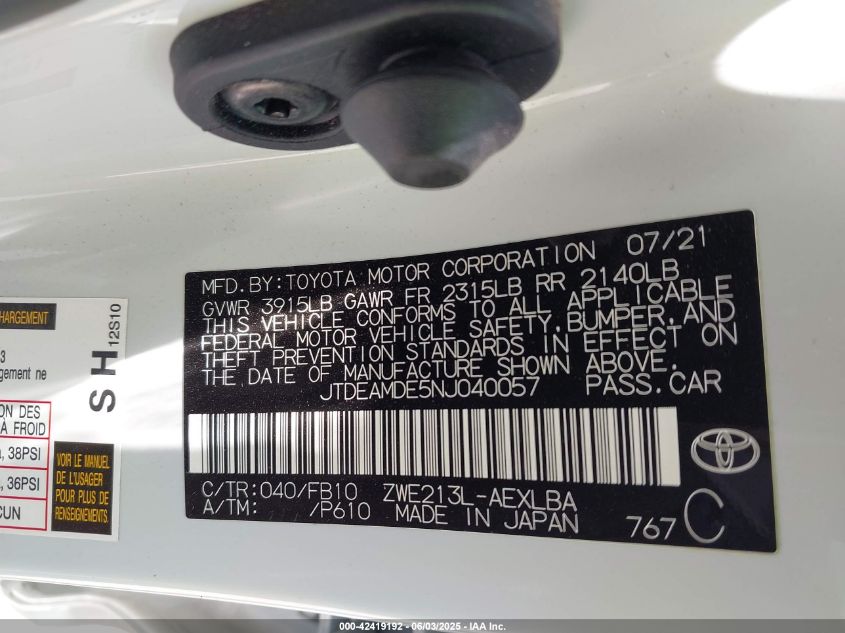 MFD.BY:TOYOTA MOTOR CORPORATION 07/21
GVWR 3915LB GAWR FR 2315LB RR 2140LB
THIS VEHICLE CONFORMS TO ALL APPLICABLE
FEDERAL MOTOR VEHICLE SAFETY,BUMPER,AND
THEFT PREVENTION STANDARDS IN EFFECT ON
THE DATE OF MANUFACTURE SHOWN ABOVE.
JTDEAMDE5NJ040057 PASS.CAR
C/TR:040/FB10 ZWE213L-AEXLBA
A/TM: /P610 MADE IN JAPAN 767 C
CHARGEMENT
3
gement ne
ON DES
À FROID
, 38PSI
, 36PSI
CUN
VOIR LE MANUEL
DE L'USAGER
POUR PLUS DE
RENSEIGNEMENTS.
SH
12S10
000-42419192 - 06/03/2025 - IAA Inc.